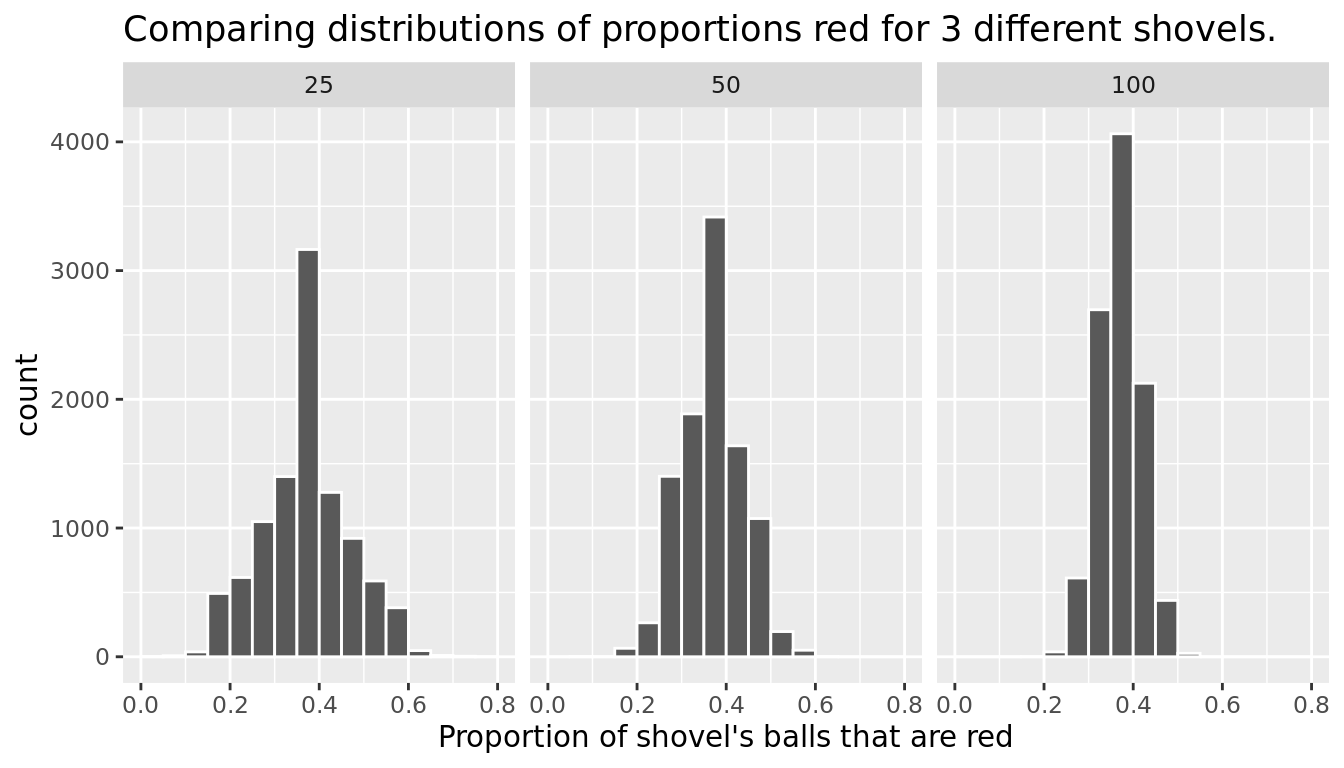 Comparing distributions of proportions red for 3 different shovels.
25 50 100
4000
3000
2000
1000
0
count
0.0 0.2 0.4 0.6 0.8 0.0 0.2 0.4 0.6 0.8 0.0 0.2 0.4 0.6 0.8
Proportion of shovel's balls that are red